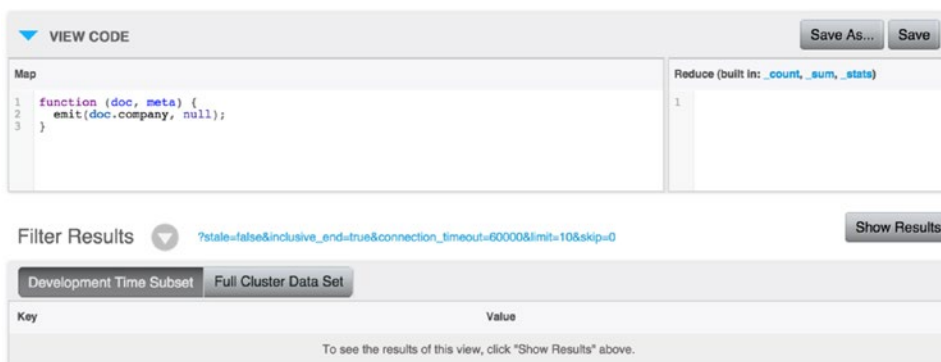 VIEW CODE
Save As...
Save
Map
Reduce (built in: _count, _sum, _stats)
1 function (doc, meta) {
2 emit(doc.company, null);
3 }
1
Filter Results
?stale=false&inclusive_end=true&connection_timeout=60000&limit=10&skip=0
Show Results
Development Time Subset
Full Cluster Data Set
Key
Value
To see the results of this view, click "Show Results" above.